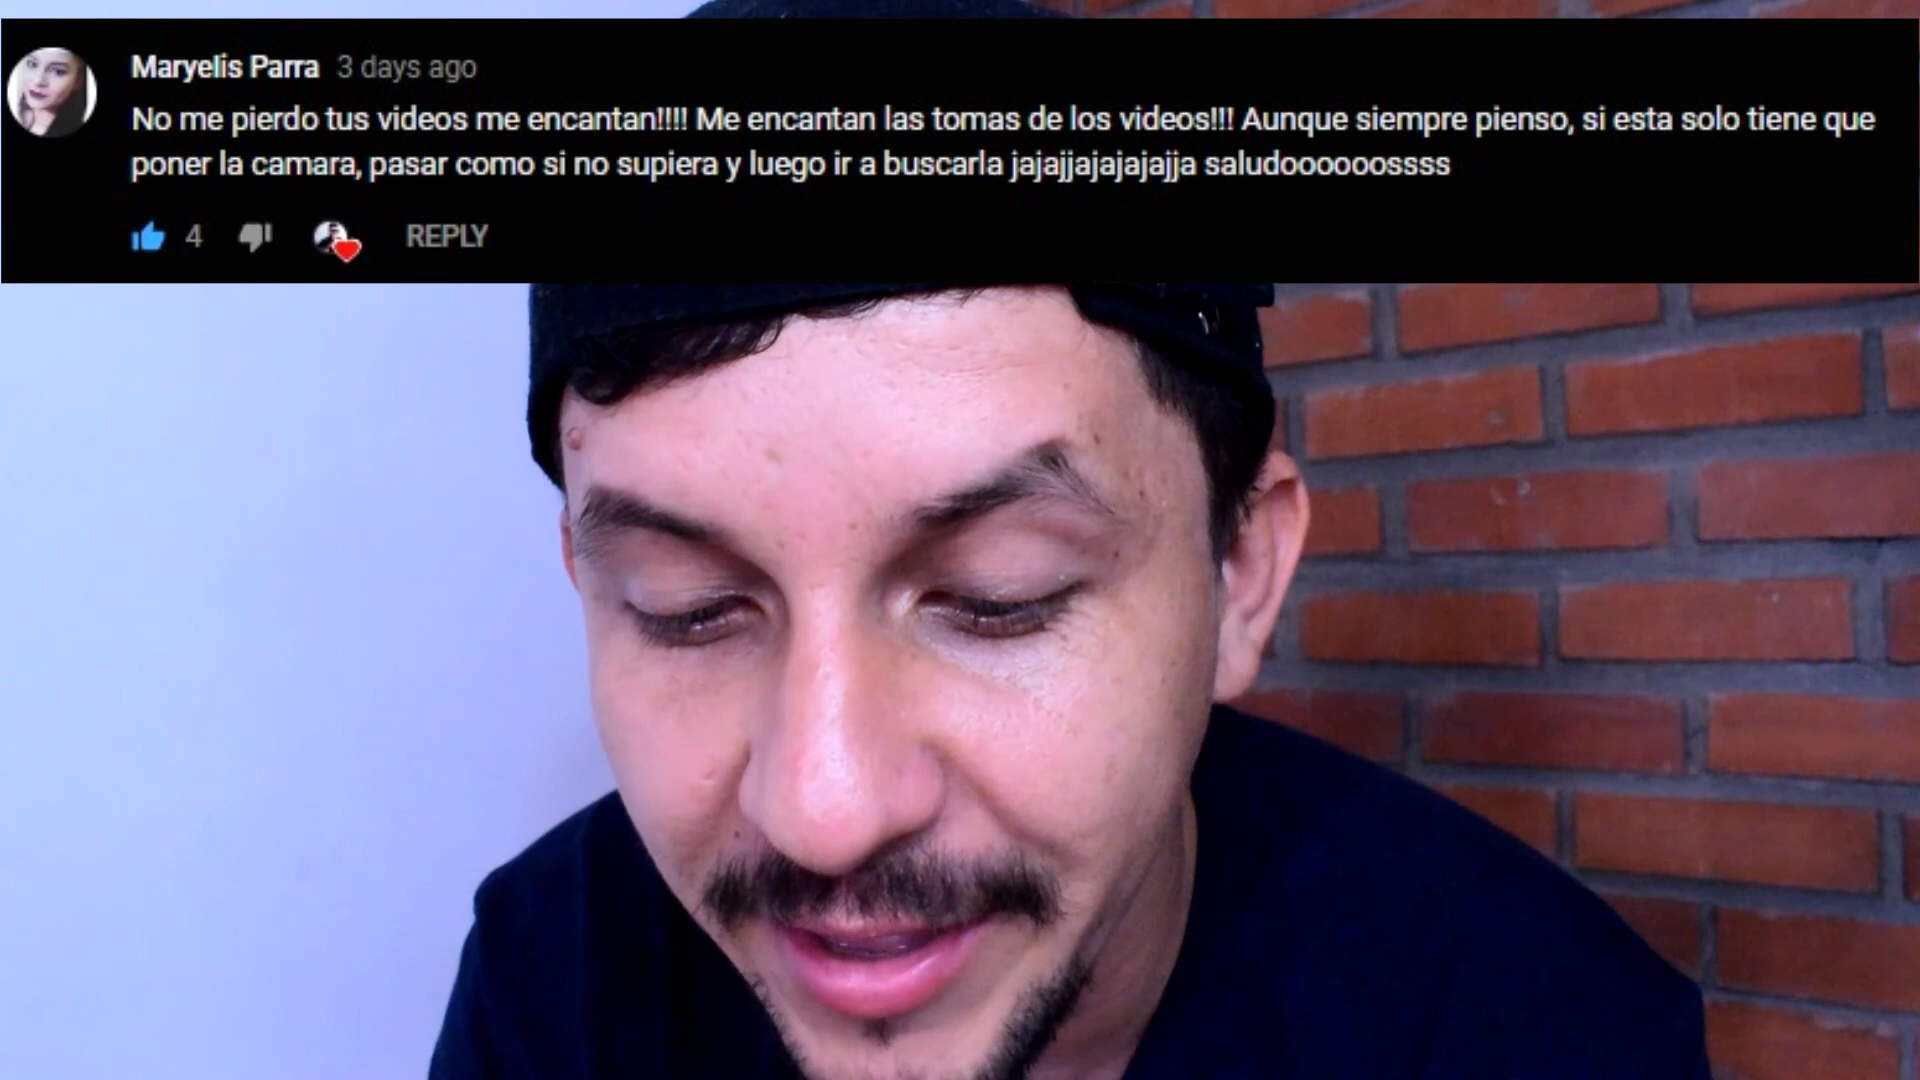 Maryelis Parra 3 days ago
No me pierdo tus videos me encantan!!!! Me encantan las tomas de los videos!!! Aunque siempre pienso, si esta solo tiene que
poner la camara, pasar como si no supiera y luego ir a buscarla jajajjajajajajja saludoooooossss
4 REPLY